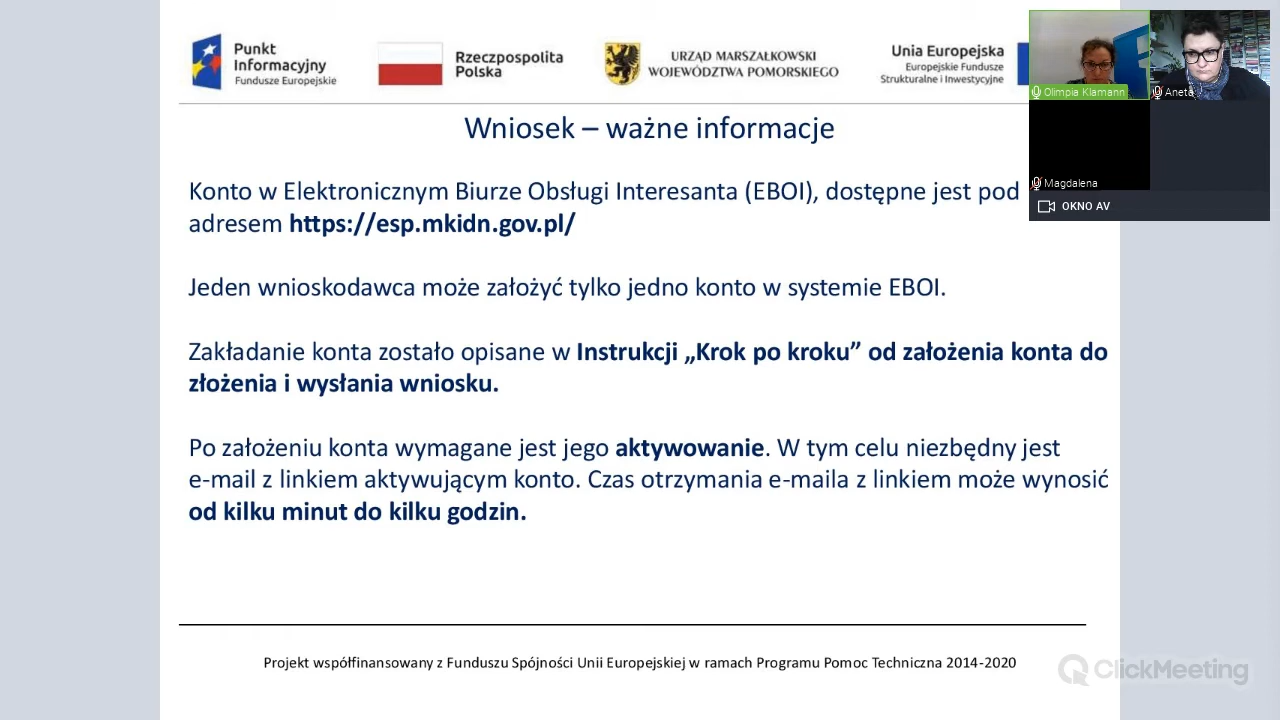 Punkt
Informacyjny
Fundusze Europejskie
Rzeczpospolita
Polska
URZĄD MARSZAŁKOWSKI
WOJEWÓDZTWA POMORSKIEGO
Unia Europejska
Europejskie Fundusze
Strukturalne i Inwestycyjne
Olimpia Klamann
Aneta
Magdalena
OKNO AV
Wniosek – ważne informacje
Konto w Elektronicznym Biurze Obsługi Interesanta (EBOI), dostępne jest pod
adresem https://esp.mkidn.gov.pl/
Jeden wnioskodawca może założyć tylko jedno konto w systemie EBOI.
Zakładanie konta zostało opisane w Instrukcji „Krok po kroku” od założenia konta do
złożenia i wysłania wniosku.
Po założeniu konta wymagane jest jego aktywowanie. W tym celu niezbędny jest
e-mail z linkiem aktywującym konto. Czas otrzymania e-maila z linkiem może wynosić
od kilku minut do kilku godzin.
Projekt współfinansowany z Funduszu Spójności Unii Europejskiej w ramach Programu Pomoc Techniczna 2014-2020
ClickMeeting